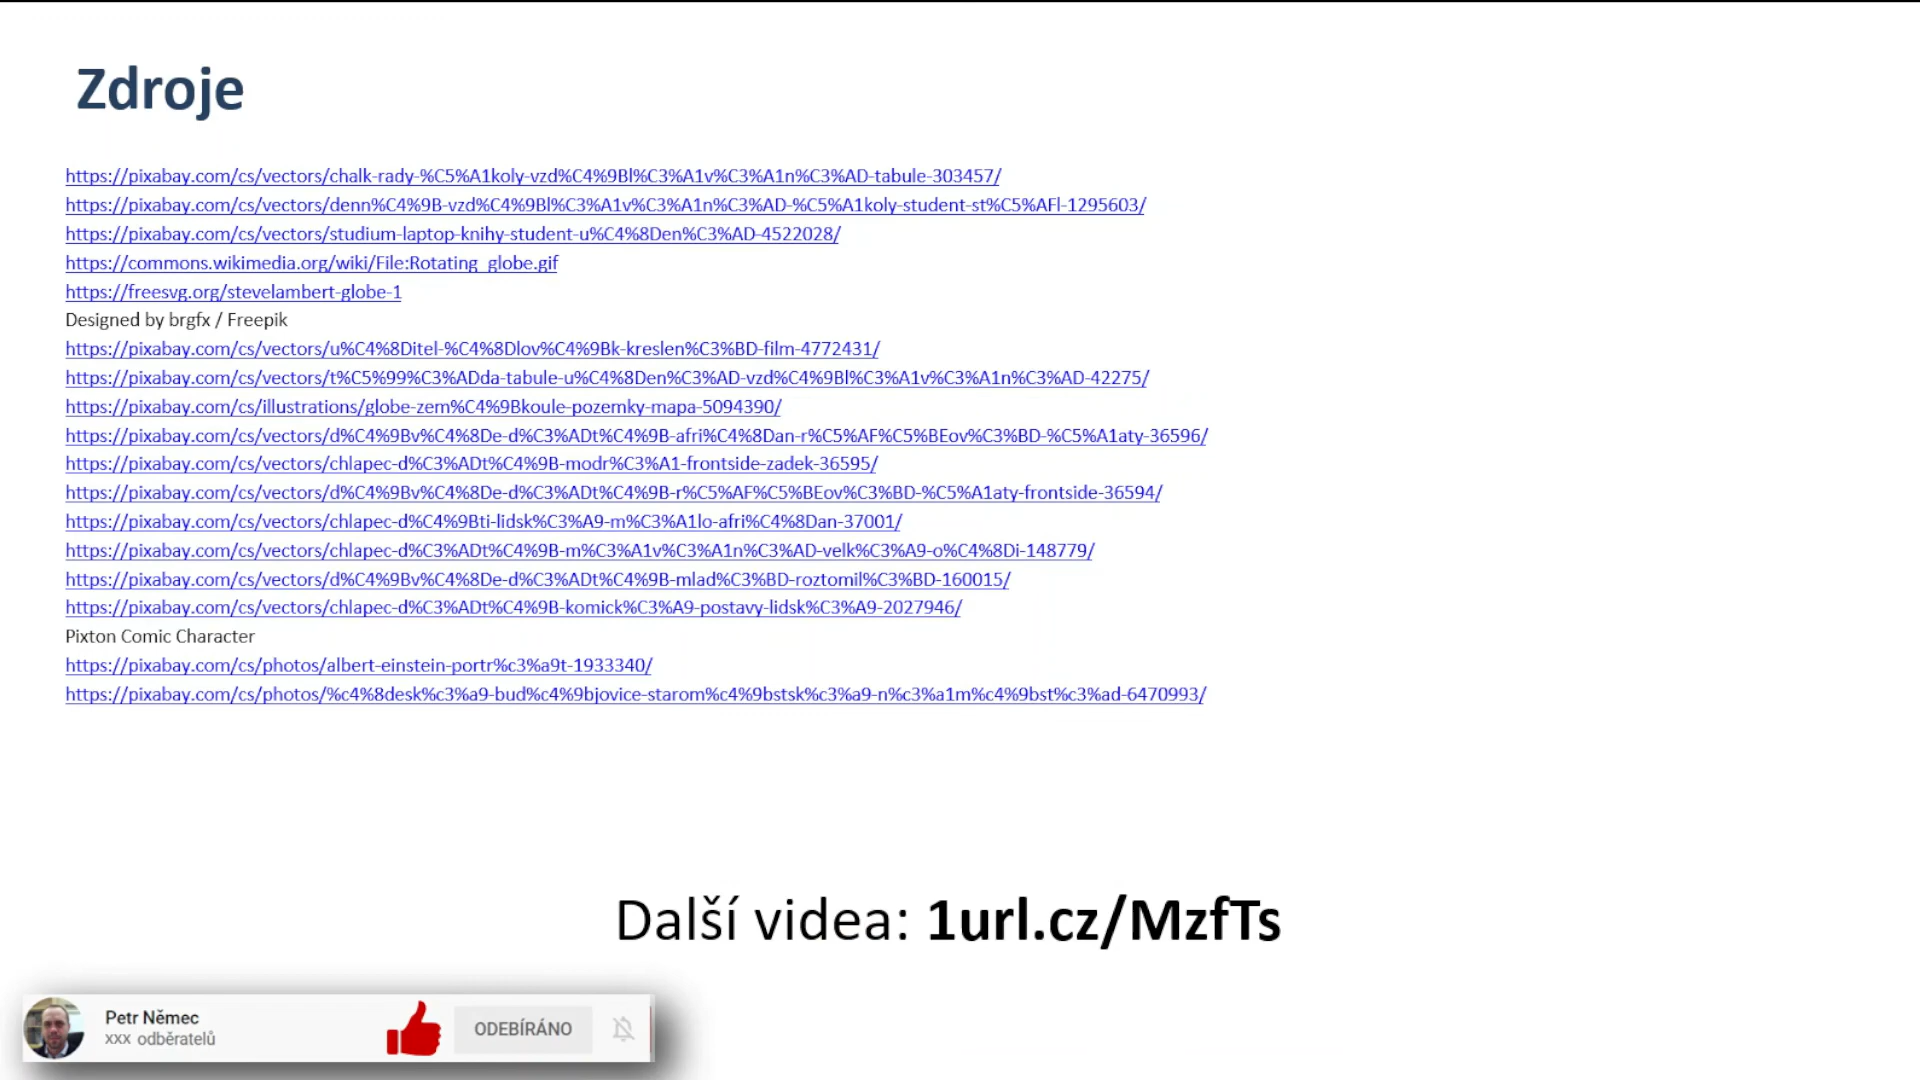 Zdroje
https://pixabay.com/cs/vectors/chalk-rady-%C5%A1koly-vzd%C4%9Bl%C3%A1v%C3%A1n%C3%AD-tabule-303457/
https://pixabay.com/cs/vectors/denn%C4%9B-vzd%C4%9Bl%C3%A1v%C3%A1n%C3%AD-%C5%A1koly-student-st%C5%AFl-1295603/
https://pixabay.com/cs/vectors/studium-laptop-knihy-student-u%C4%8Den%C3%AD-4522028/
https://commons.wikimedia.org/wiki/File:Rotating_globe.gif
https://freesvg.org/stevelambert-globe-1
Designed by brgfx / Freepik
https://pixabay.com/cs/vectors/u%C4%8Ditel-%C4%8Dlov%C4%9Bk-kreslen%C3%BD-film-4772431/
https://pixabay.com/cs/vectors/t%C5%99%C3%ADda-tabule-u%C4%8Den%C3%AD-vzd%C4%9Bl%C3%A1v%C3%A1n%C3%AD-42275/
https://pixabay.com/cs/illustrations/globe-zem%C4%9Bkoule-pozemky-mapa-5094390/
https://pixabay.com/cs/vectors/d%C4%9Bv%C4%8De-d%C3%ADt%C4%9B-afri%C4%8Dan-r%C5%AF%C5%BEov%C3%BD-%C5%A1aty-36596/
https://pixabay.com/cs/vectors/chlapec-d%C3%ADt%C4%9B-modr%C3%A1-frontside-zadek-36595/
https://pixabay.com/cs/vectors/d%C4%9Bv%C4%8De-d%C3%ADt%C4%9B-r%C5%AF%C5%BEov%C3%BD-%C5%A1aty-frontside-36594/
https://pixabay.com/cs/vectors/chlapec-d%C4%9Bti-lidsk%C3%A9-m%C3%A1lo-afri%C4%8Dan-37001/
https://pixabay.com/cs/vectors/chlapec-d%C3%ADt%C4%9B-m%C3%A1v%C3%A1n%C3%AD-velk%C3%A9-o%C4%8Di-148779/
https://pixabay.com/cs/vectors/d%C4%9Bv%C4%8De-d%C3%ADt%C4%9B-mlad%C3%BD-roztomil%C3%BD-160015/
https://pixabay.com/cs/vectors/chlapec-d%C3%ADt%C4%9B-komick%C3%A9-postavy-lidsk%C3%A9-2027946/
Pixton Comic Character
https://pixabay.com/cs/photos/albert-einstein-portr%c3%a9t-1933340/
https://pixabay.com/cs/photos/%c4%8desk%c3%a9-bud%c4%9bjovice-starom%c4%9bstsk%c3%a9-n%c3%a1m%c4%9bst%c3%ad-6470993/
Další videa: 1url.cz/MzfTs
Petr Němec
xxx odběratelů
ODEBÍRÁNO